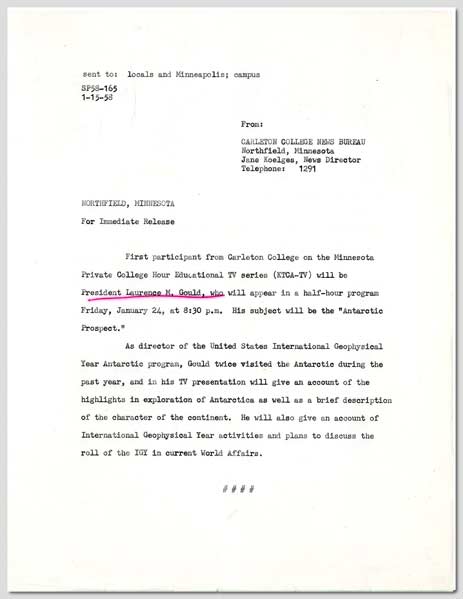 sent to: locals and Minneapolis; campus
SP58-165
1-15-58
From:
CARLETON COLLEGE NEWS BUREAU
Northfield, Minnesota
Jane Koelges, News Director
Telephone: 1291
NORTHFIELD, MINNESOTA
For Immediate Release
First participant from Carleton College on the Minnesota
Private College Hour Educational TV series (KTCA-TV) will be
President Laurence M. Gould, who will appear in a half-hour program
Friday, January 24, at 8:30 p.m. His subject will be the "Antarctic
Prospect."
As director of the United States International Geophysical
Year Antarctic program, Gould twice visited the Antarctic during the
past year, and in his TV presentation will give an account of the
highlights in exploration of Antarctica as well as a brief description
of the character of the continent. He will also give an account of
International Geophysical Year activities and plans to discuss the
roll of the IGY in current World Affairs.
# # # #